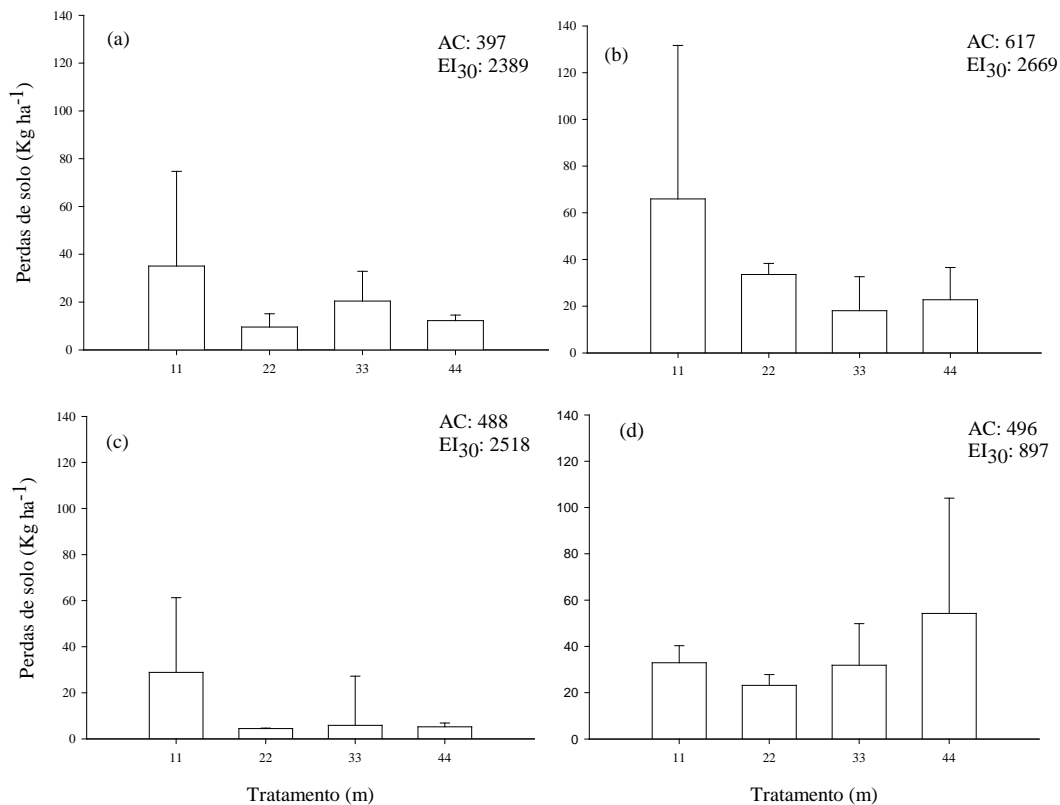 (a)
AC: 397
EI30: 2389
Perdas de solo (Kg ha-1)
140
120
100
80
60
40
20
0
11 22 33 44
(b)
AC: 617
EI30: 2669
140
120
100
80
60
40
20
0
11 22 33 44
(c)
AC: 488
EI30: 2518
Perdas de solo (Kg ha-1)
140
120
100
80
60
40
20
0
11 22 33 44
Tratamento (m)
(d)
AC: 496
EI30: 897
140
120
100
80
60
40
20
0
11 22 33 44
Tratamento (m)